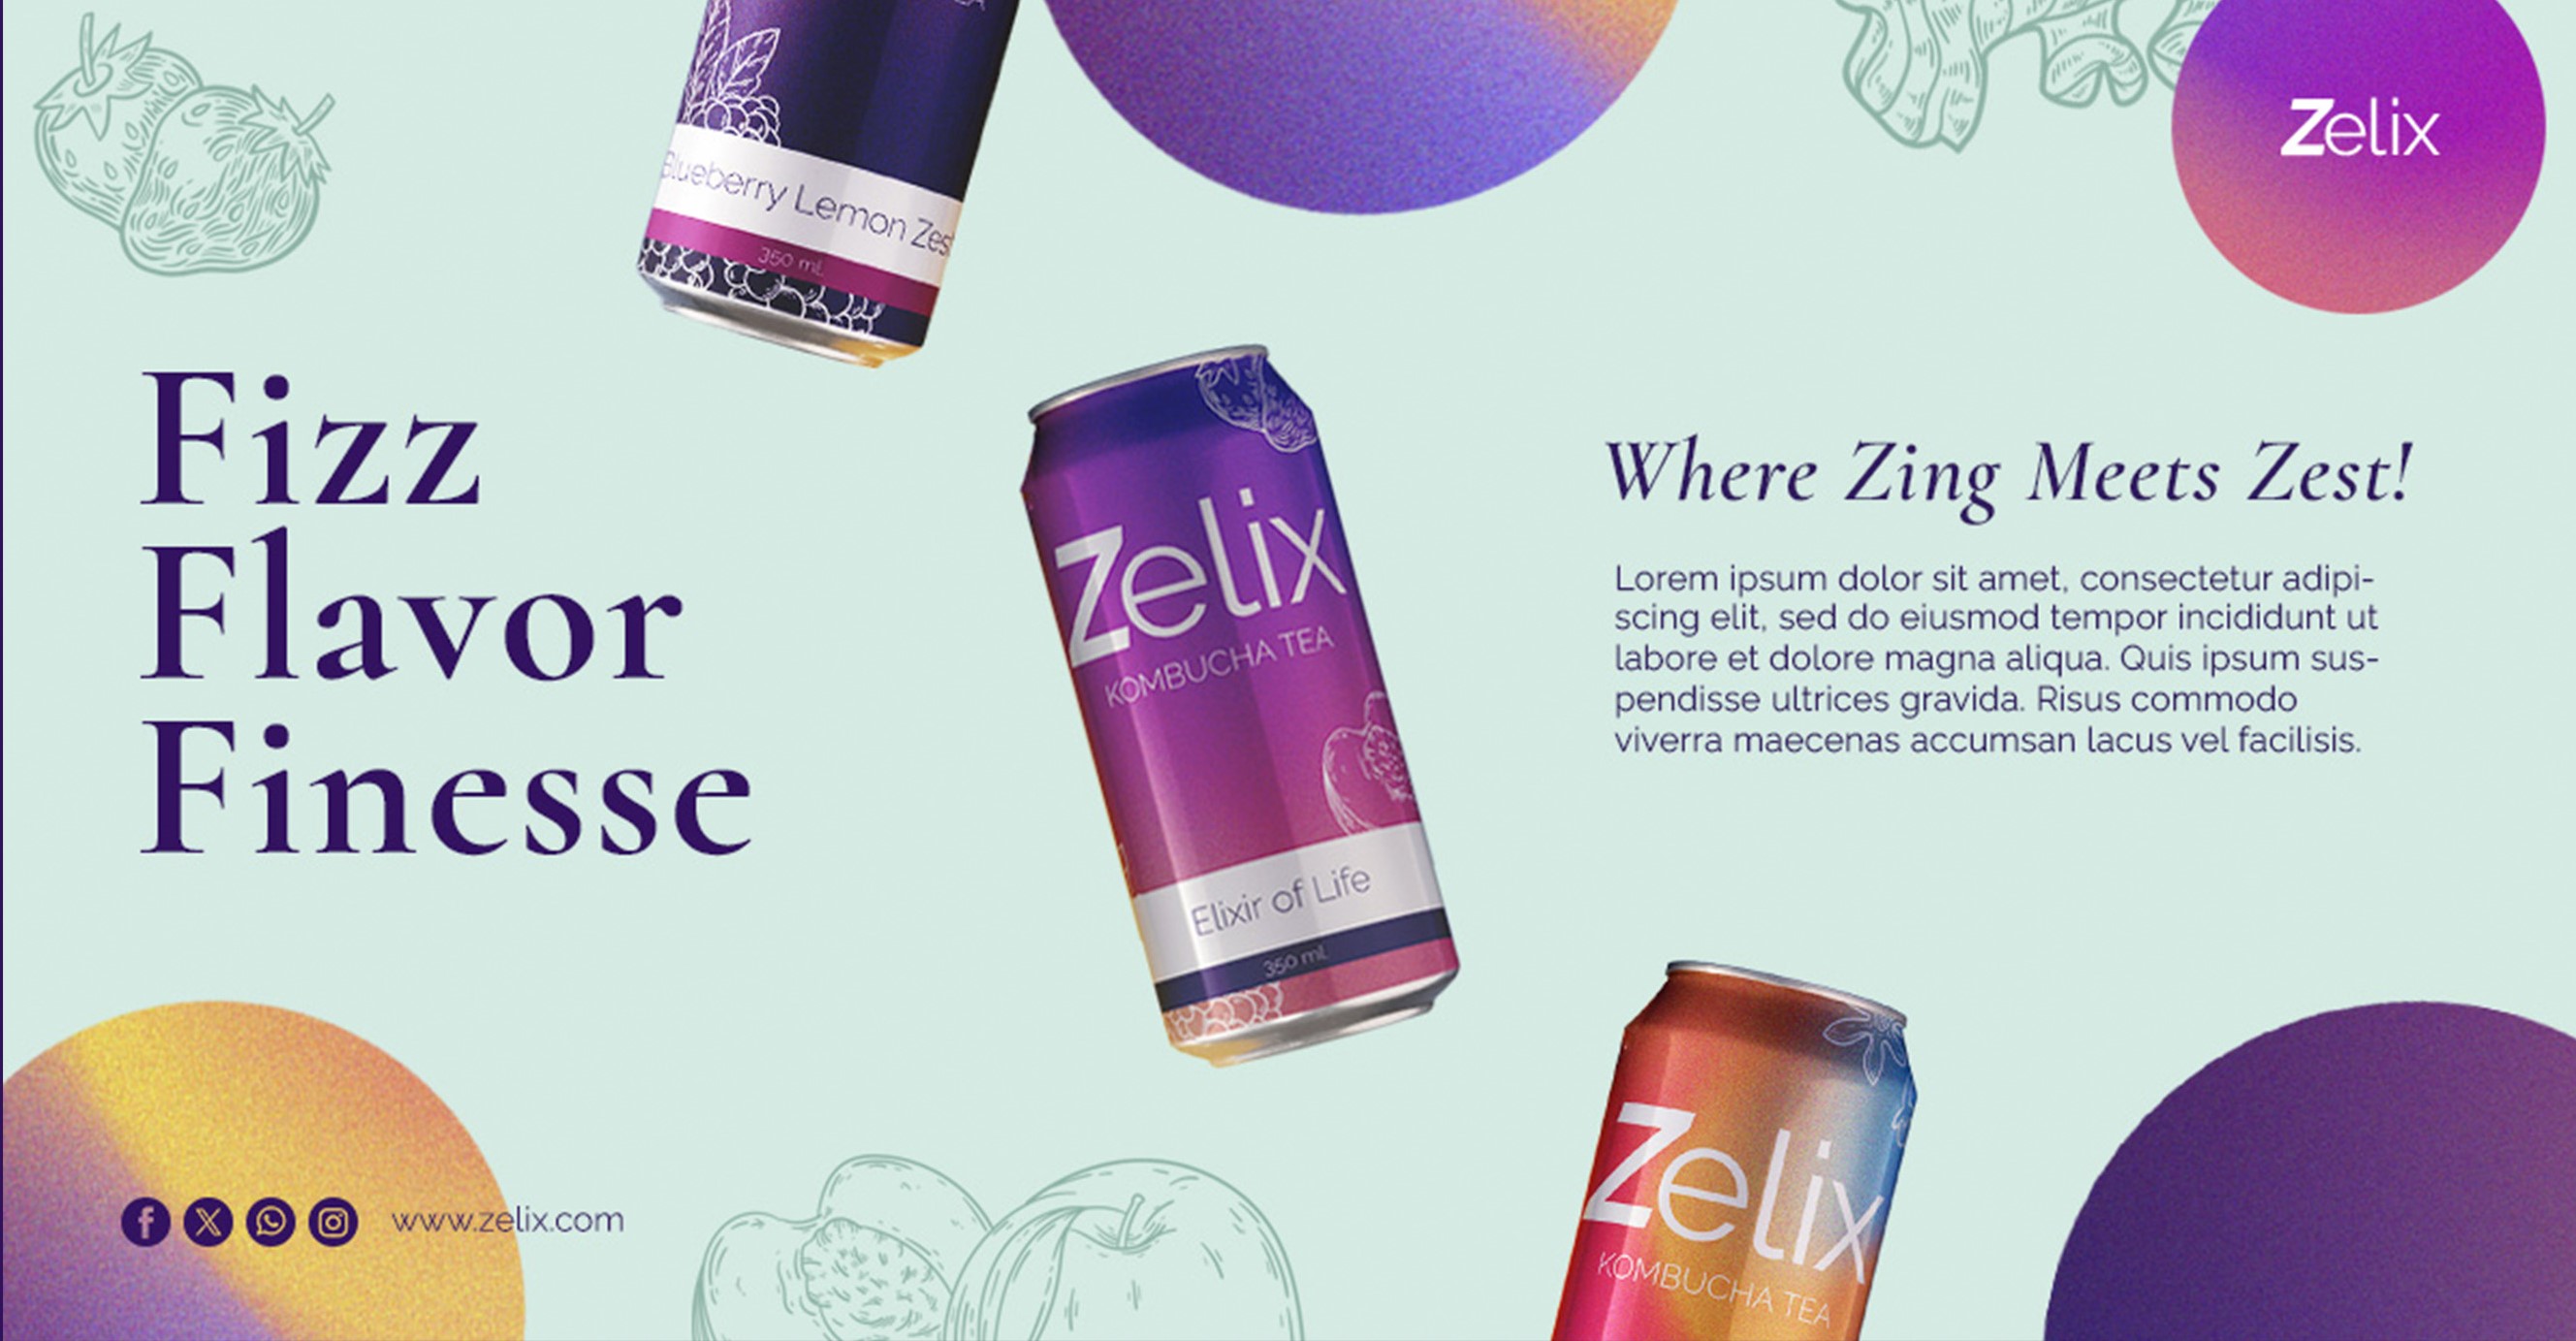 Zelix
Blueberry Lemon Zest
350 ml
Fizz
Flavor
Finesse
Zelix
KOMBUCHA TEA
Elixir of Life
350 ml
Where Zing Meets Zest!
Lorem ipsum dolor sit amet, consectetur adipi-
scing elit, sed do eiusmod tempor incididunt ut
labore et dolore magna aliqua. Quis ipsum sus-
pendisse ultrices gravida. Risus commodo
viverra maecenas accumsan lacus vel facilisis.
Zelix
KOMBUCHA TEA
www.zelix.com